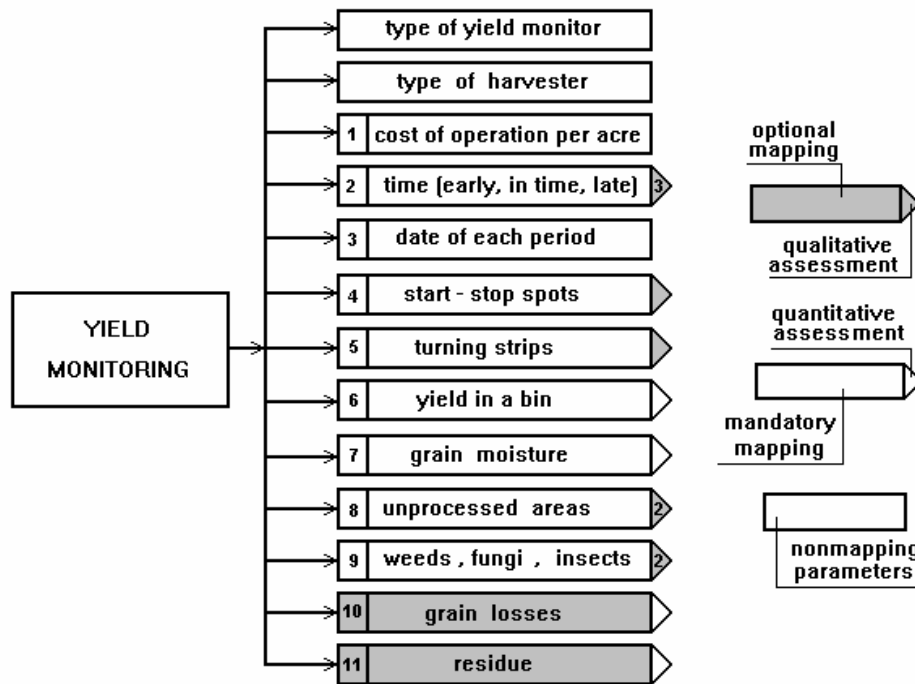 type of yield monitor
type of harvester
1 cost of operation per acre
2 time (early, in time, late) 3
3 date of each period
4 start - stop spots
5 turning strips
6 yield in a bin
7 grain moisture
8 unprocessed areas 2
9 weeds , fungi , insects 2
10 grain losses
11 residue
YIELD
MONITORING
optional
mapping
qualitative
assessment
quantitative
assessment
mandatory
mapping
nonmapping
parameters